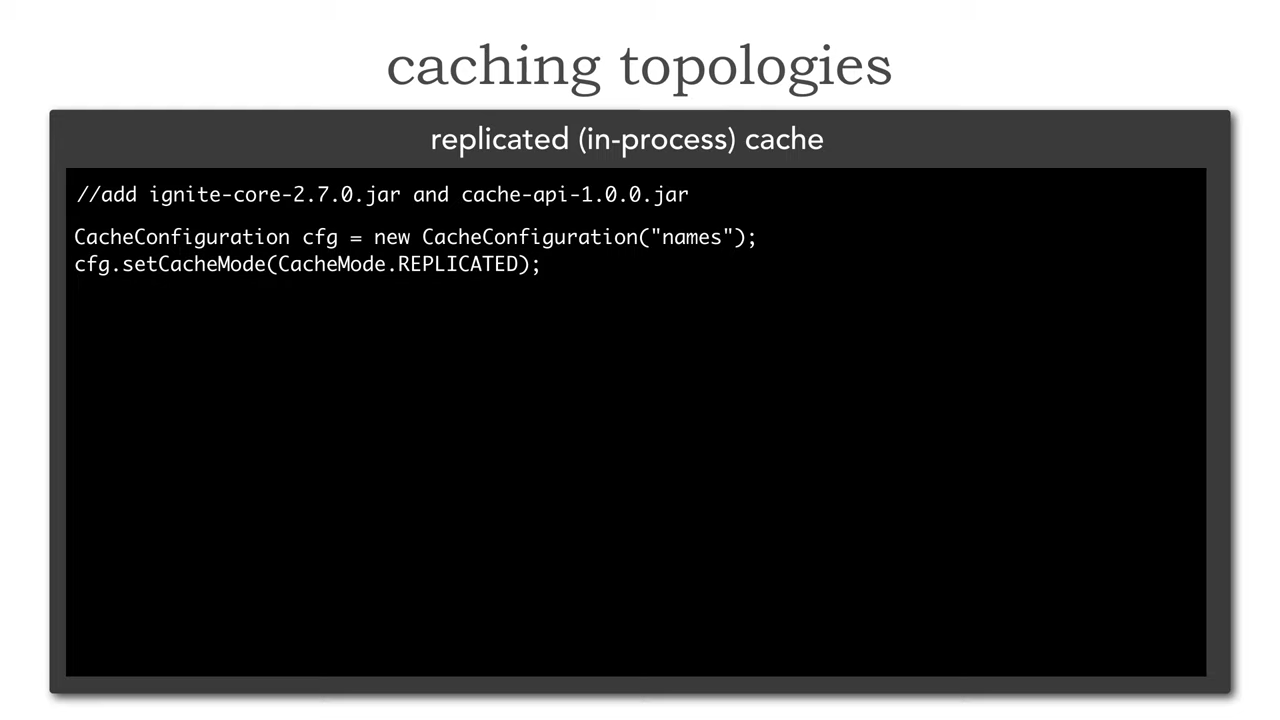 caching topologies
replicated (in-process) cache
//add ignite-core-2.7.0.jar and cache-api-1.0.0.jar
CacheConfiguration cfg = new CacheConfiguration("names");
cfg.setCacheMode(CacheMode.REPLICATED);